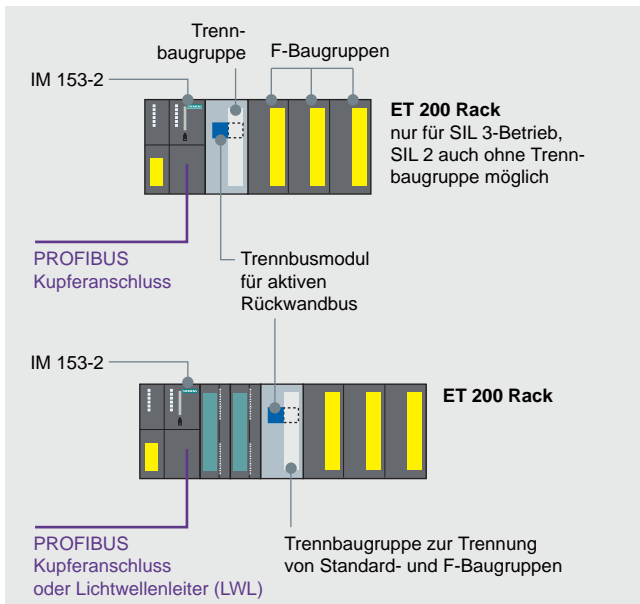 Trenn-
baugruppe
F-Baugruppen
IM 153-2
ET 200 Rack
nur für SIL 3-Betrieb,
SIL 2 auch ohne Trenn-
baugruppe möglich
PROFIBUS
Kupferanschluss
Trennbusmodul
für aktiven
Rückwandbus
IM 153-2
ET 200 Rack
PROFIBUS
Kupferanschluss
oder Lichtwellenleiter (LWL)
Trennbaugruppe zur Trennung
von Standard- und F-Baugruppen